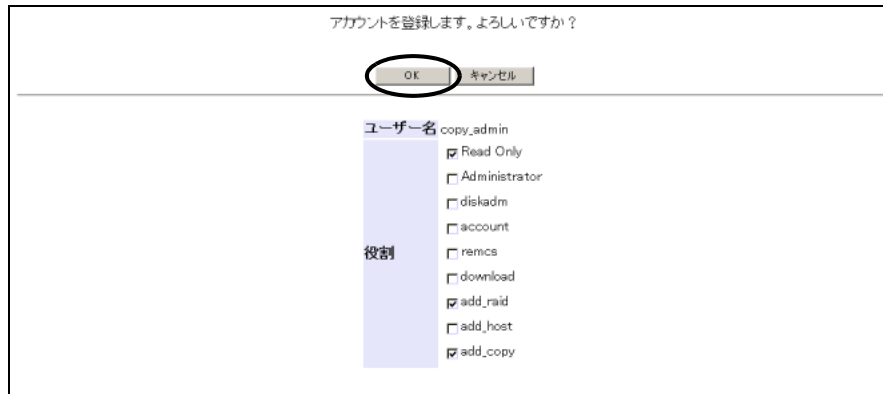 アカウントを登録します。よろしいですか？
OK キャンセル
ユーザー名 copy_admin
役割
Read Only
Administrator
diskadm
account
remcs
download
add_raid
add_host
add_copy